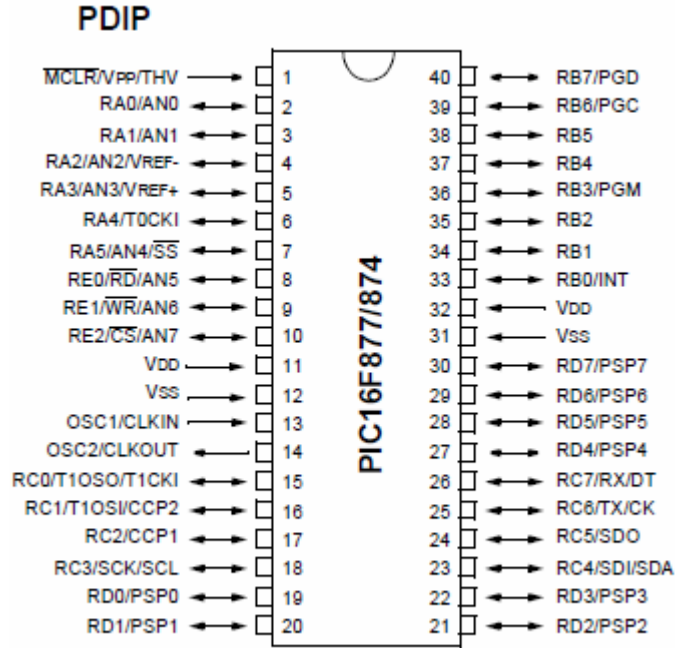 PDIP
MCLR/VPP/THV 1 40 RB7/PGD
RA0/AN0 2 39 RB6/PGC
RA1/AN1 3 38 RB5
RA2/AN2/VREF- 4 37 RB4
RA3/AN3/VREF+ 5 36 RB3/PGM
RA4/T0CKI 6 35 RB2
RA5/AN4/SS 7 34 RB1
RE0/RD/AN5 8 33 RB0/INT
RE1/WR/AN6 9 32 VDD
RE2/CS/AN7 10 31 VSS
VDD 11 30 RD7/PSP7
VSS 12 29 RD6/PSP6
OSC1/CLKIN 13 28 RD5/PSP5
OSC2/CLKOUT 14 27 RD4/PSP4
RC0/T1OSO/T1CKI 15 26 RC7/RX/DT
RC1/T1OSI/CCP2 16 25 RC6/TX/CK
RC2/CCP1 17 24 RC5/SDO
RC3/SCK/SCL 18 23 RC4/SDI/SDA
RD0/PSP0 19 22 RD3/PSP3
RD1/PSP1 20 21 RD2/PSP2
PIC16F877/874